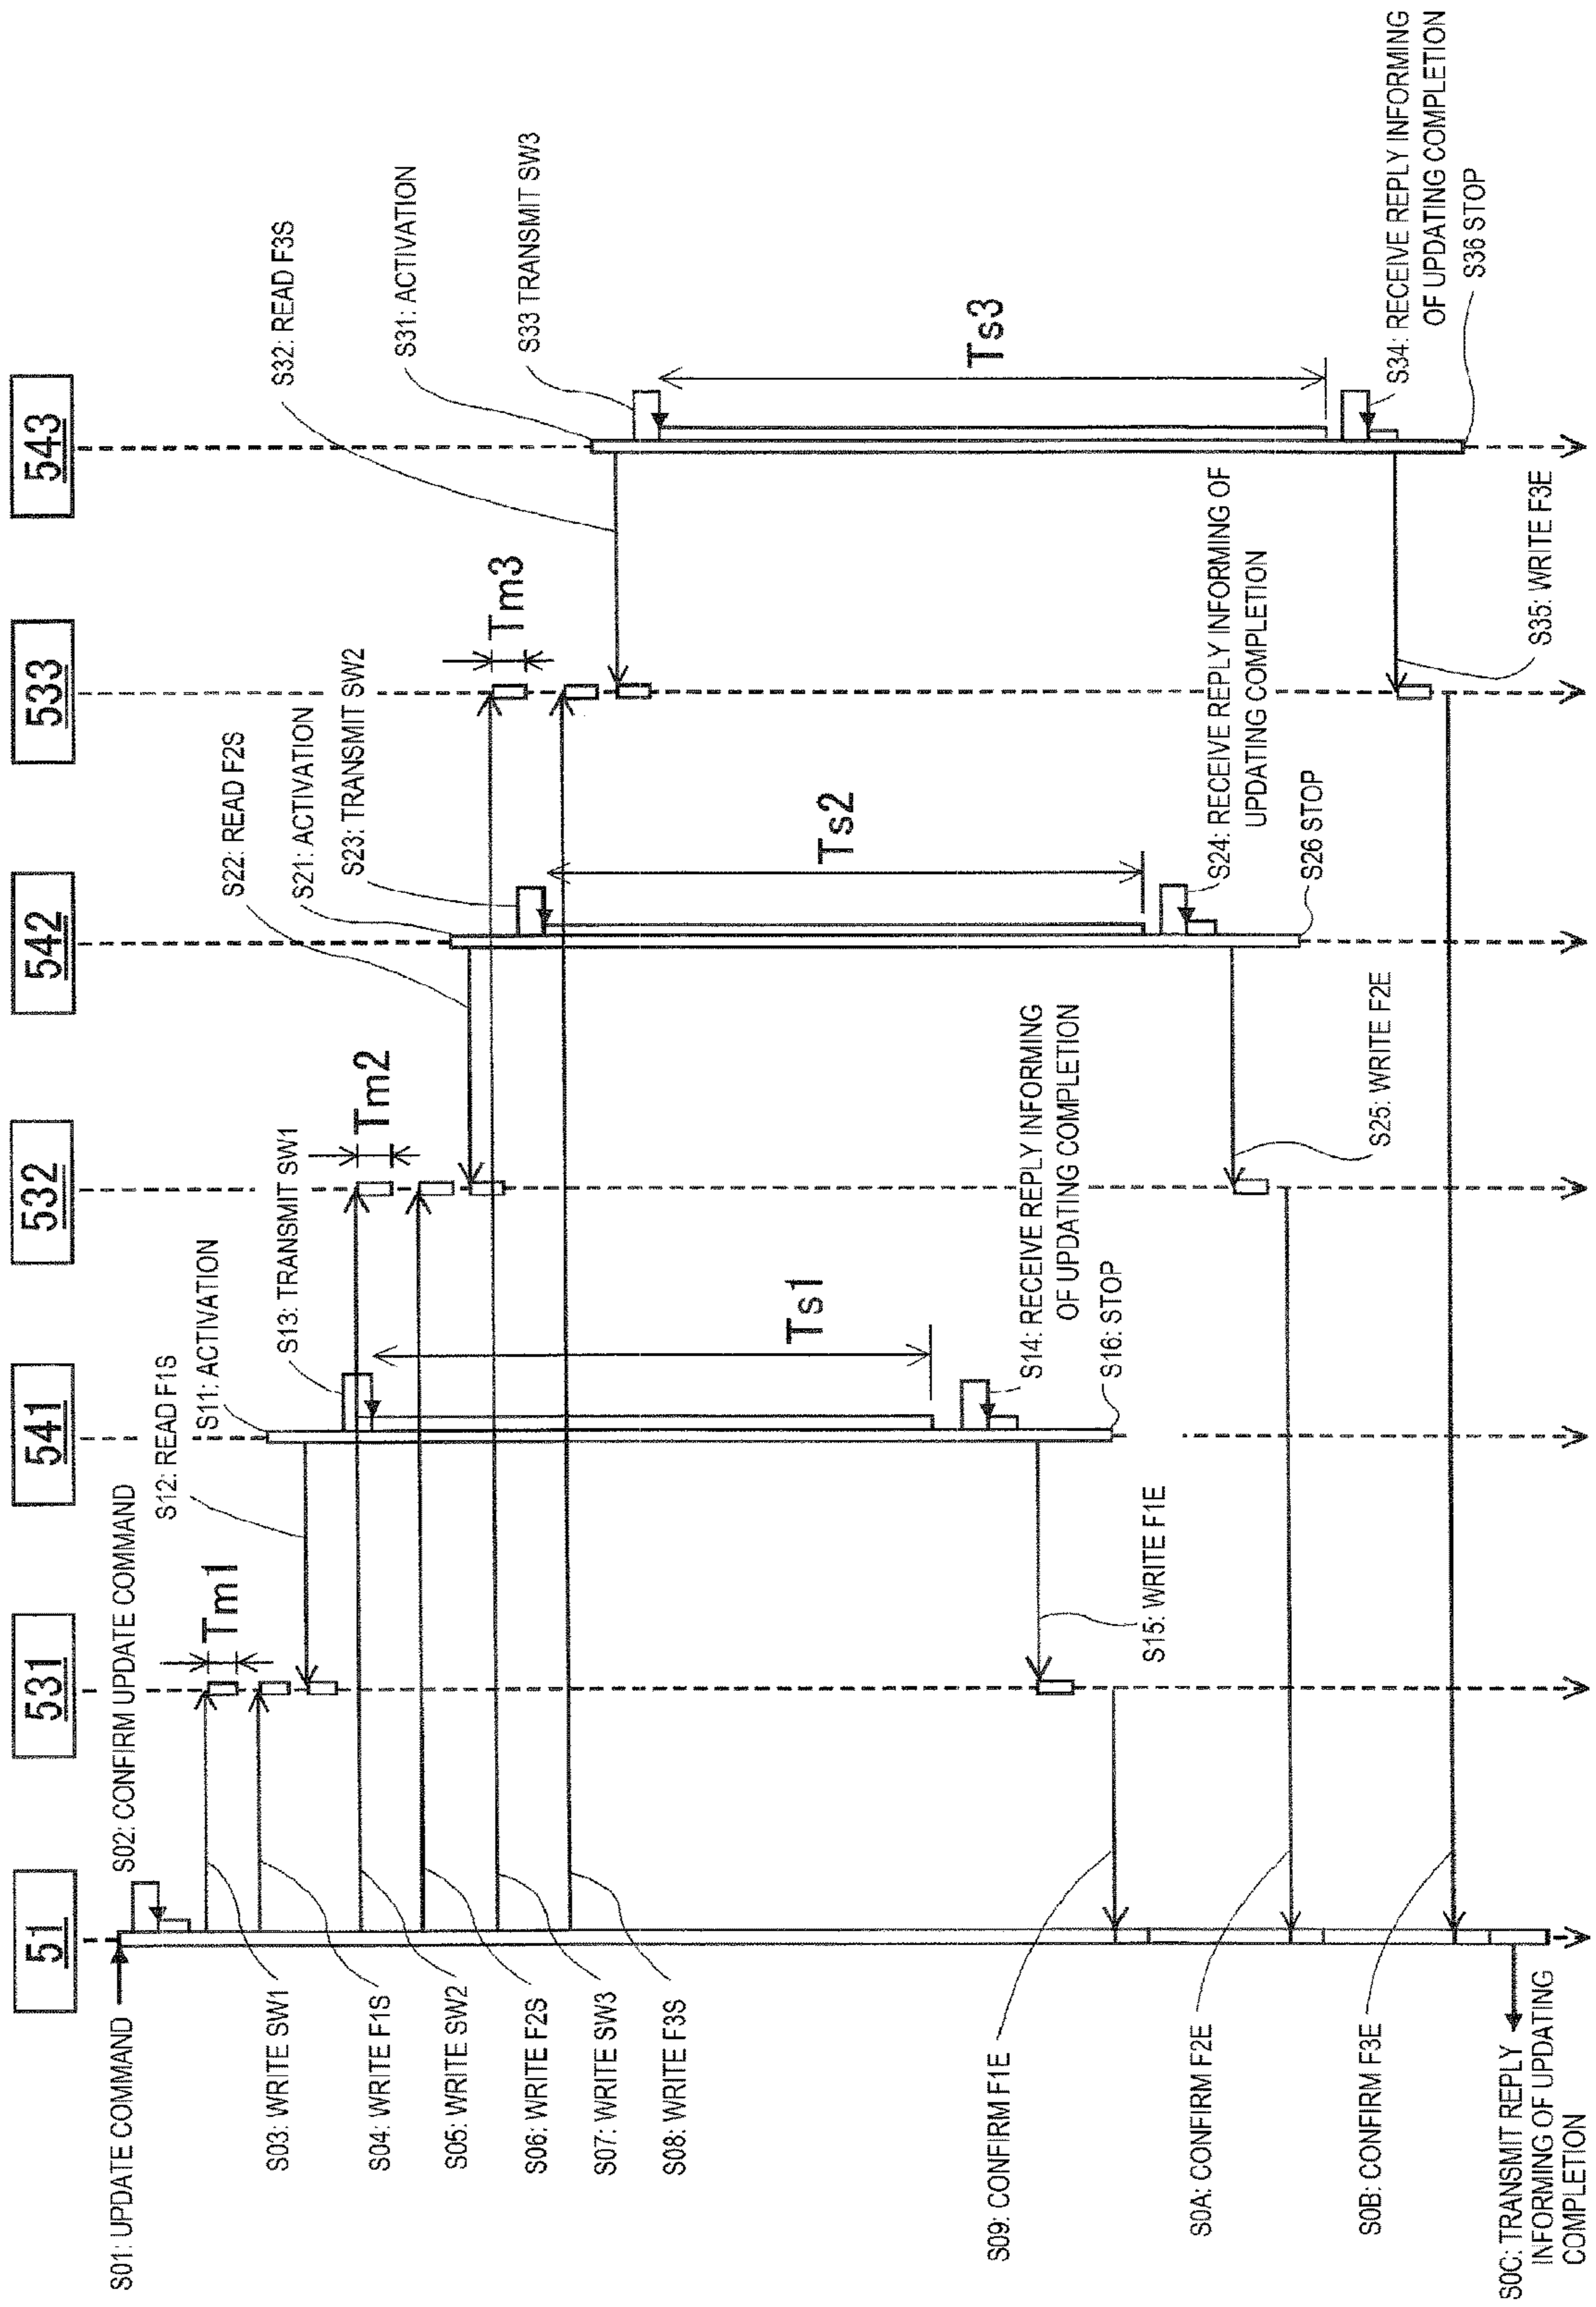 51
531
541
532
542
533
543
S01: UPDATE COMMAND
S02: CONFIRM UPDATE COMMAND
S03: WRITE SW1
S04: WRITE F1S
S05: WRITE SW2
S06: WRITE F2S
S07: WRITE SW3
S08: WRITE F3S
S09: CONFIRM F1E
S0A: CONFIRM F2E
S0B: CONFIRM F3E
S0C: TRANSMIT REPLY
INFORMING OF UPDATING
COMPLETION
Tm1
S12: READ F1S
S11: ACTIVATION
S13: TRANSMIT SW1
Ts1
S14: RECEIVE REPLY INFORMING
OF UPDATING COMPLETION
S15: WRITE F1E
S16: STOP
Tm2
S22: READ F2S
S21: ACTIVATION
S23: TRANSMIT SW2
Ts2
S24: RECEIVE REPLY INFORMING OF
UPDATING COMPLETION
S25: WRITE F2E
S26 STOP
Tm3
S32: READ F3S
S31: ACTIVATION
S33 TRANSMIT SW3
Ts3
S34: RECEIVE REPLY INFORMING
OF UPDATING COMPLETION
S35: WRITE F3E
S36 STOP